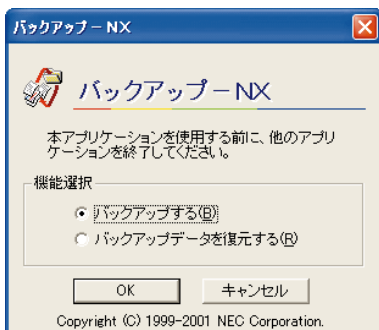 バックアップ－NX
バックアップ－NX
本アプリケーションを使用する前に、他のアプリ
ケーションを終了してください。
機能選択
バックアップする(B)
バックアップデータを復元する(R)
OK
キャンセル
Copyright (C) 1999-2001 NEC Corporation.